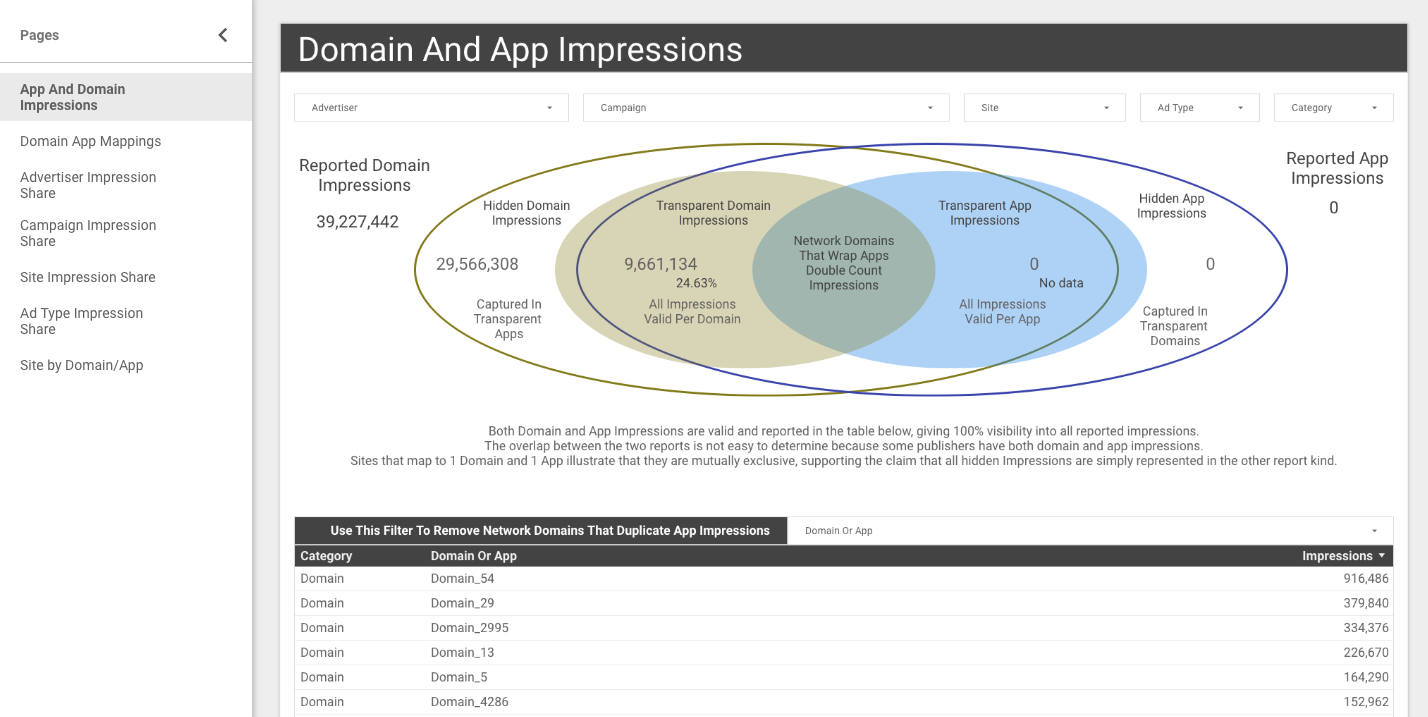 Pages
App And Domain
Impressions
Domain App Mappings
Advertiser Impression
Share
Campaign Impression
Share
Site Impression Share
Ad Type Impression
Share
Site by Domain/App
Domain And App Impressions
Advertiser
Campaign
Site
Ad Type
Category
Reported Domain
Impressions
39,227,442
Hidden Domain
Impressions
29,566,308
Captured In
Transparent
Apps
Transparent Domain
Impressions
9,661,134
24.63%
All Impressions
Valid Per Domain
Network Domains
That Wrap Apps
Double Count
Impressions
Transparent App
Impressions
0
No data
All Impressions
Valid Per App
Hidden App
Impressions
0
Captured In
Transparent
Domains
Reported App
Impressions
0
Both Domain and App Impressions are valid and reported in the table below, giving 100% visibility into all reported impressions.
The overlap between the two reports is not easy to determine because some publishers have both domain and app impressions.
Sites that map to 1 Domain and 1 App illustrate that they are mutually exclusive, supporting the claim that all hidden Impressions are simply represented in the other report kind.
Use This Filter To Remove Network Domains That Duplicate App Impressions
Domain Or App
Category Domain Or App Impressions
Domain Domain_54 916,486
Domain Domain_29 379,840
Domain Domain_2995 334,376
Domain Domain_13 226,670
Domain Domain_5 164,290
Domain Domain_4286 152,962